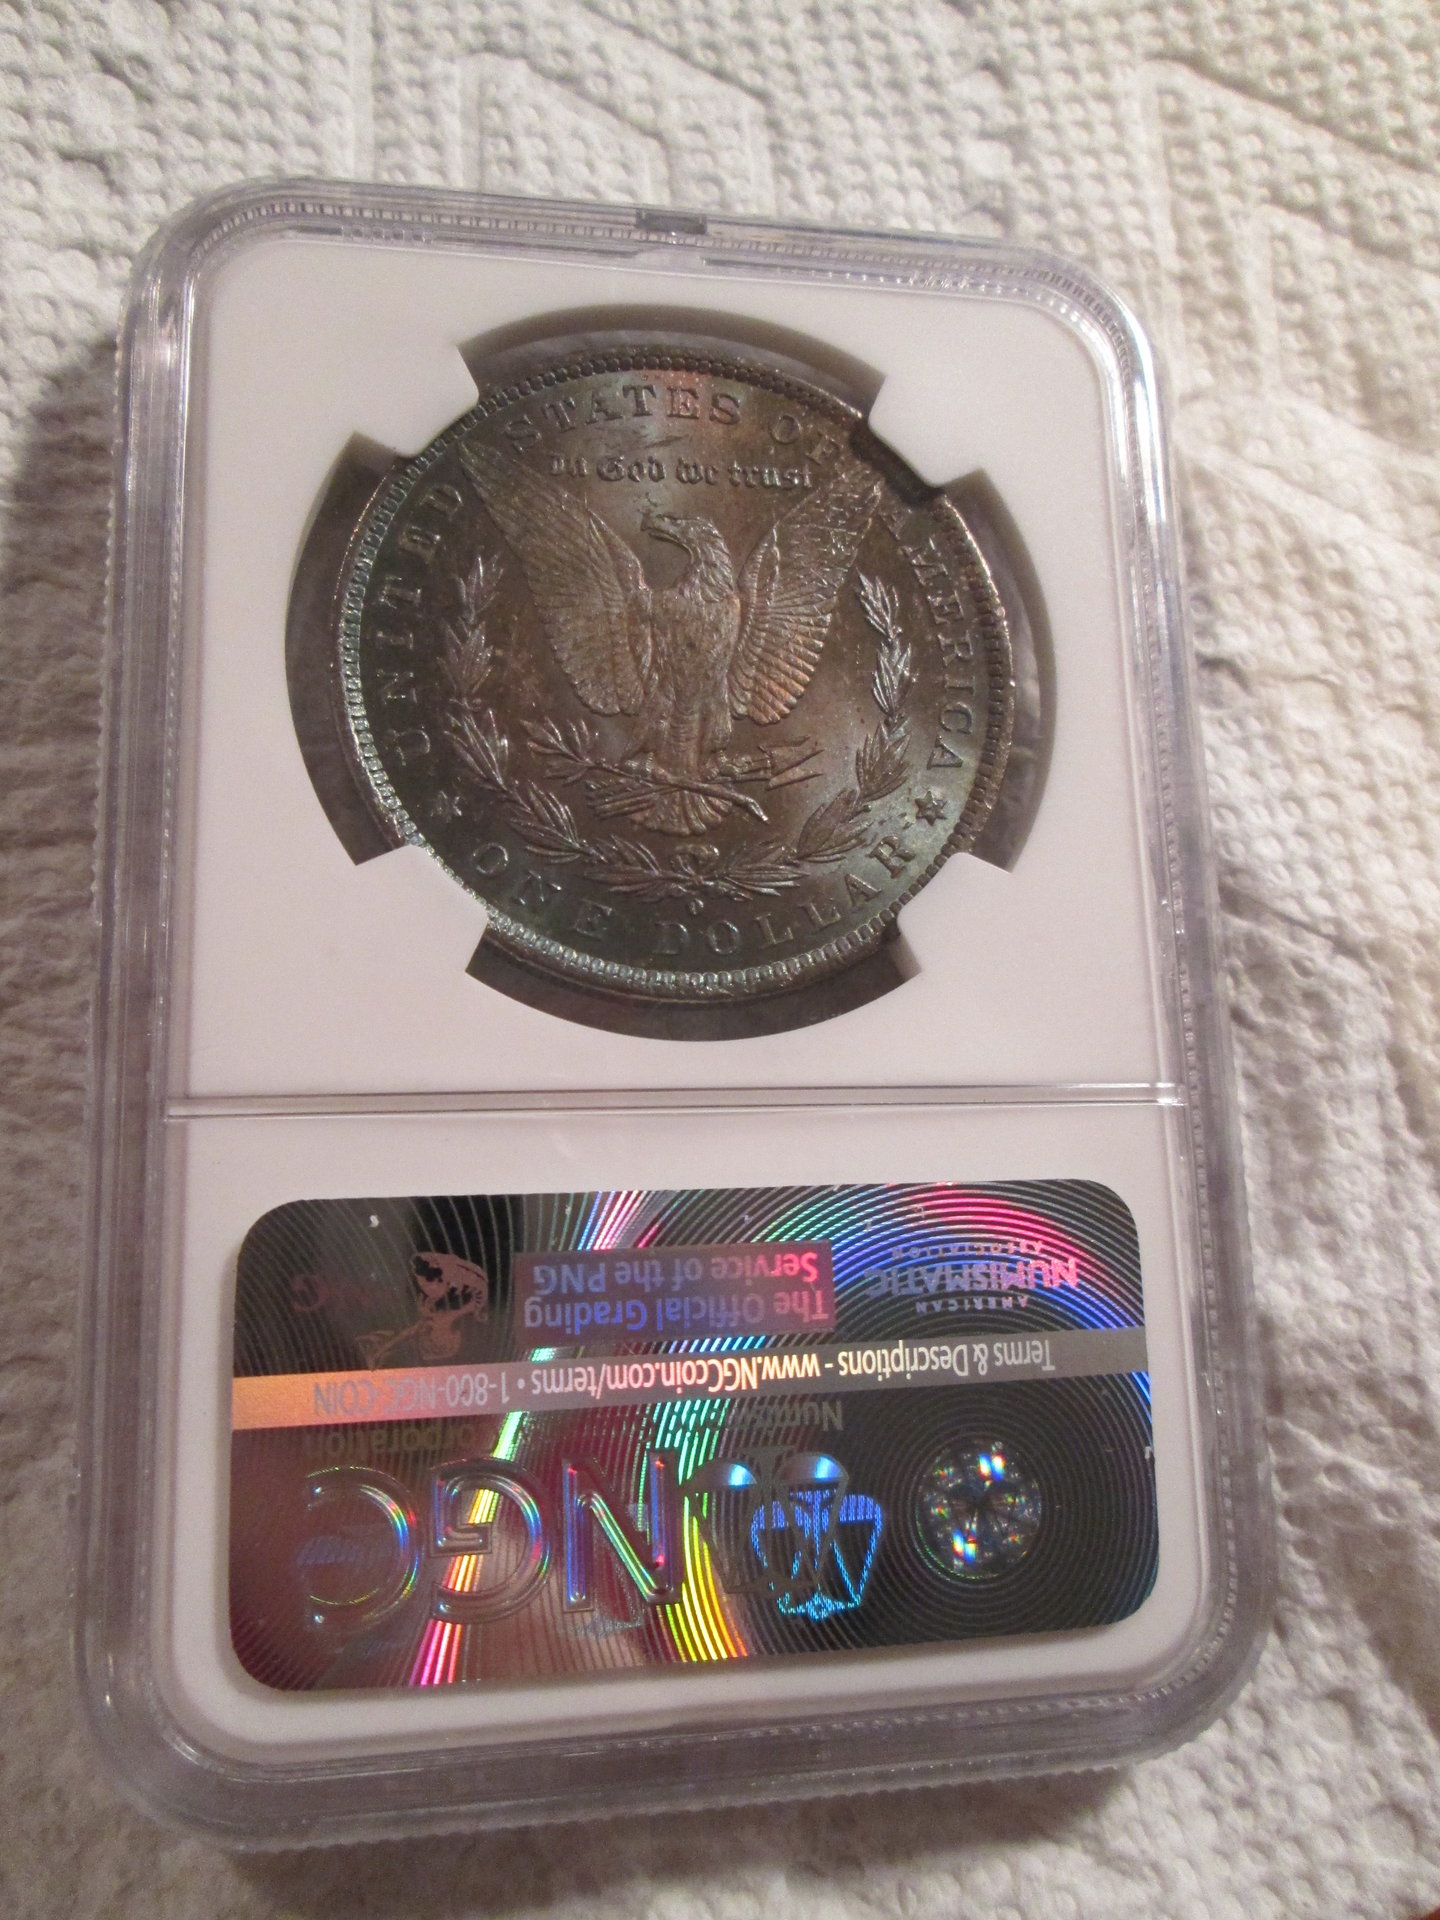 UNITED STATES OF AMERICA
In God we trust
O
ONE DOLLAR
NGC
Terms & Descriptions - www.NGCcoin.com/terms • 1-800-NGC-COIN
AMERICAN
NUMISMATIC
ASSOCIATION
The Official Grading
Service of the PNG